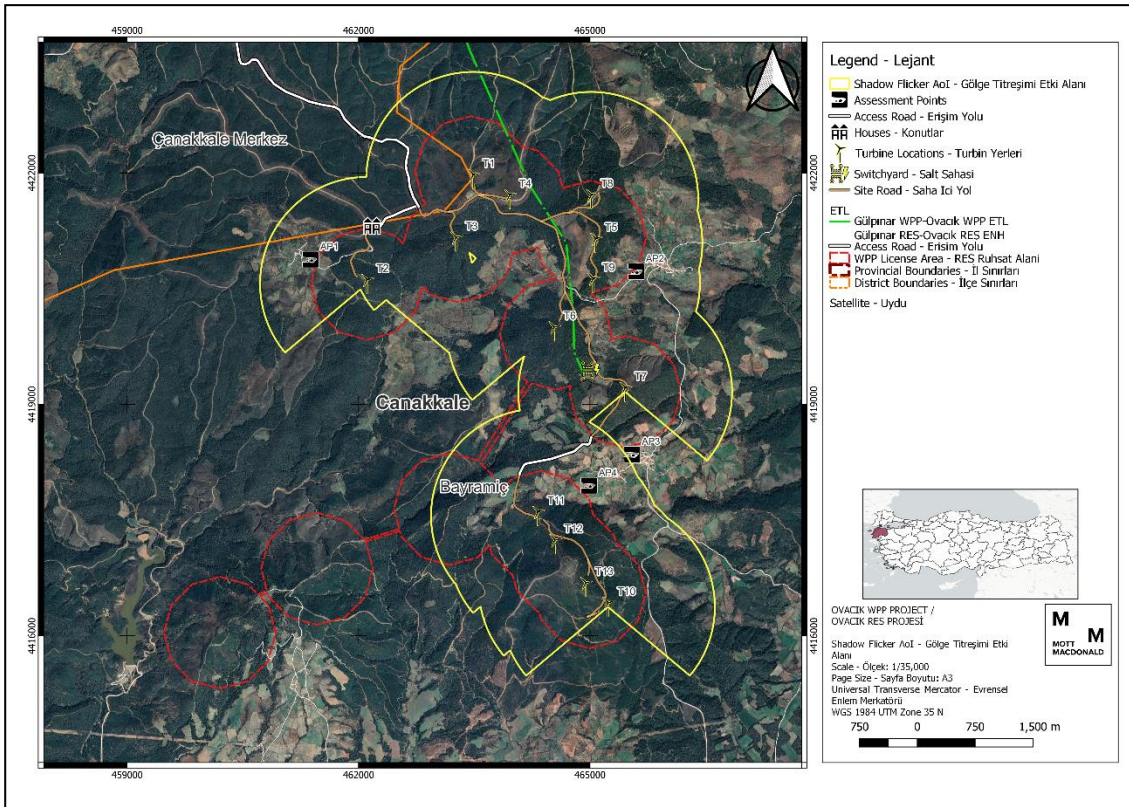 459000 462000 465000
4422000
4419000
4416000
4422000
4419000
4416000
459000 462000 465000
Çanakkale Merkez
T1
T4
T8
T3
T5
AP1
AP2
T2
T9
T6
T7
Canakkale
AP3
Bayramiç
AP4
T11
T12
T13
T10
Legend - Lejant
Shadow Flicker AoI - Gölge Titreşimi Etki Alanı
Assessment Points
Access Road - Erişim Yolu
Houses - Konutlar
Turbine Locations - Turbin Yerleri
Switchyard - Salt Sahasi
Site Road - Saha Ici Yol
ETL
Gülpınar WPP-Ovacık WPP ETL
Gülpınar RES-Ovacık RES ENH
Access Road - Erisim Yolu
WPP License Area - RES Ruhsat Alani
Provincial Boundaries - İl Sınırları
District Boundaries - İlçe Sınırları
Satellite - Uydu
OVACIK WPP PROJECT /
OVACIK RES PROJESİ
M
M
MOTT
MACDONALD
Shadow Flicker AoI - Gölge Titreşimi Etki
Alanı
Scale - Ölçek: 1/35,000
Page Size - Sayfa Boyutu: A3
Universal Transverse Mercator - Evrensel
Enlem Merkatörü
WGS 1984 UTM Zone 35 N
750 0 750 1,500 m